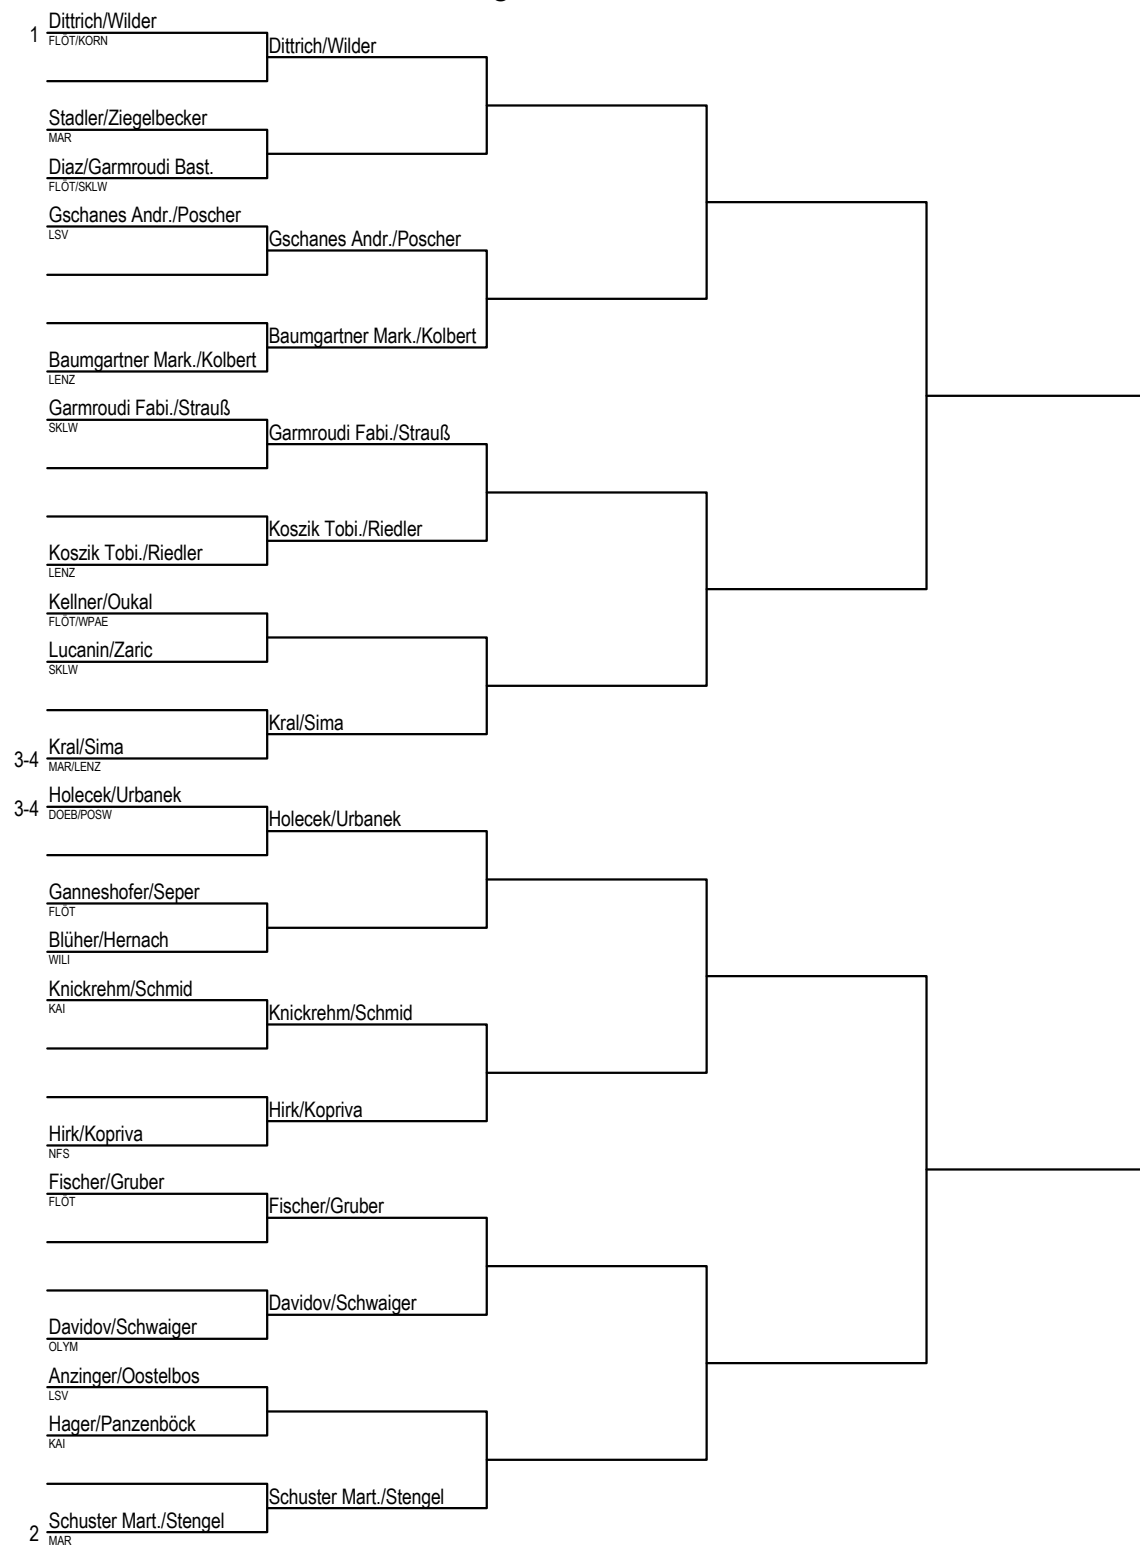 Dittrich/Wilder
1
FLÖT/KORN
Dittrich/Wilder
Stadler/Ziegelbecker
MAR
Diaz/Garmroudi Bast.
FLÖT/SKLW
Gschanes Andr./Poscher
LSV
Gschanes Andr./Poscher
Baumgartner Mark./Kolbert
Baumgartner Mark./Kolbert
LENZ
Garmroudi Fabi./Strauß
SKLW
Garmroudi Fabi./Strauß
Koszik Tobi./Riedler
Koszik Tobi./Riedler
LENZ
Kellner/Oukal
FLÖT/WPAE
Lucanin/Zaric
SKLW
Kral/Sima
Kral/Sima
3-4
MAR/LENZ
Holecek/Urbanek
3-4
DOEB/POSW
Holecek/Urbanek
Ganneshofer/Seper
FLÖT
Blüher/Hernach
WILI
Knickrehm/Schmid
KAI
Knickrehm/Schmid
Hirk/Kopriva
Hirk/Kopriva
NFS
Fischer/Gruber
FLÖT
Fischer/Gruber
Davidov/Schwaiger
Davidov/Schwaiger
OLYM
Anzinger/Oostelbos
LSV
Hager/Panzenböck
KAI
Schuster Mart./Stengel
Schuster Mart./Stengel
2
MAR